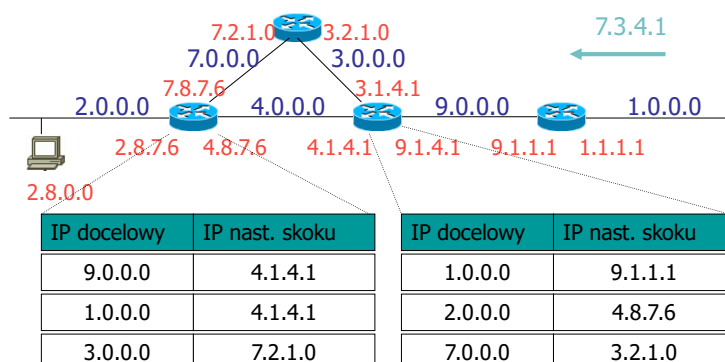 7.2.1.0 3.2.1.0 7.3.4.1
7.0.0.0 3.0.0.0
7.8.7.6 3.1.4.1
2.0.0.0 4.0.0.0 9.0.0.0 1.0.0.0
2.8.7.6 4.8.7.6 4.1.4.1 9.1.4.1 9.1.1.1 1.1.1.1
2.8.0.0
IP docelowy IP nast. skoku IP docelowy IP nast. skoku
9.0.0.0 4.1.4.1 1.0.0.0 9.1.1.1
1.0.0.0 4.1.4.1 2.0.0.0 4.8.7.6
3.0.0.0 7.2.1.0 7.0.0.0 3.2.1.0